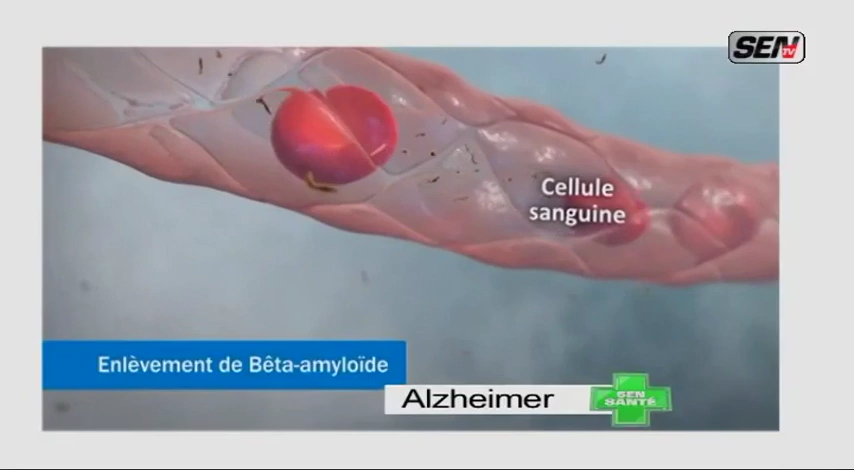 SEN TV
Cellule
sanguine
Enlèvement de Bêta-amyloïde
Alzheimer
SEN
SANTÉ